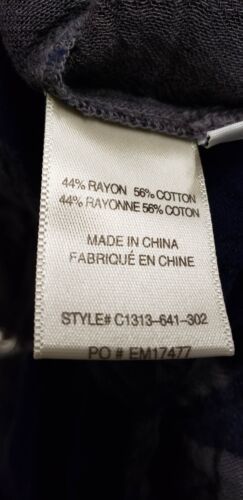 44% RAYON 56% COTTON
44% RAYONNE 56% COTON
MADE IN CHINA
FABRIQUÉ EN CHINE
STYLE# C1313-641-302
PO # EM17477